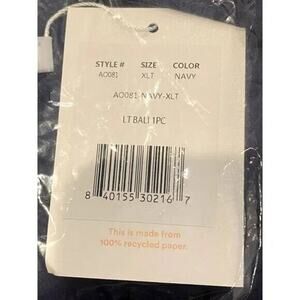 STYLE # SIZE COLOR
AO081 XLT NAVY
AO081-NAVY-XLT
LT BALI 1PC
8 40155 30216 7
This is made from
100% recycled paper.